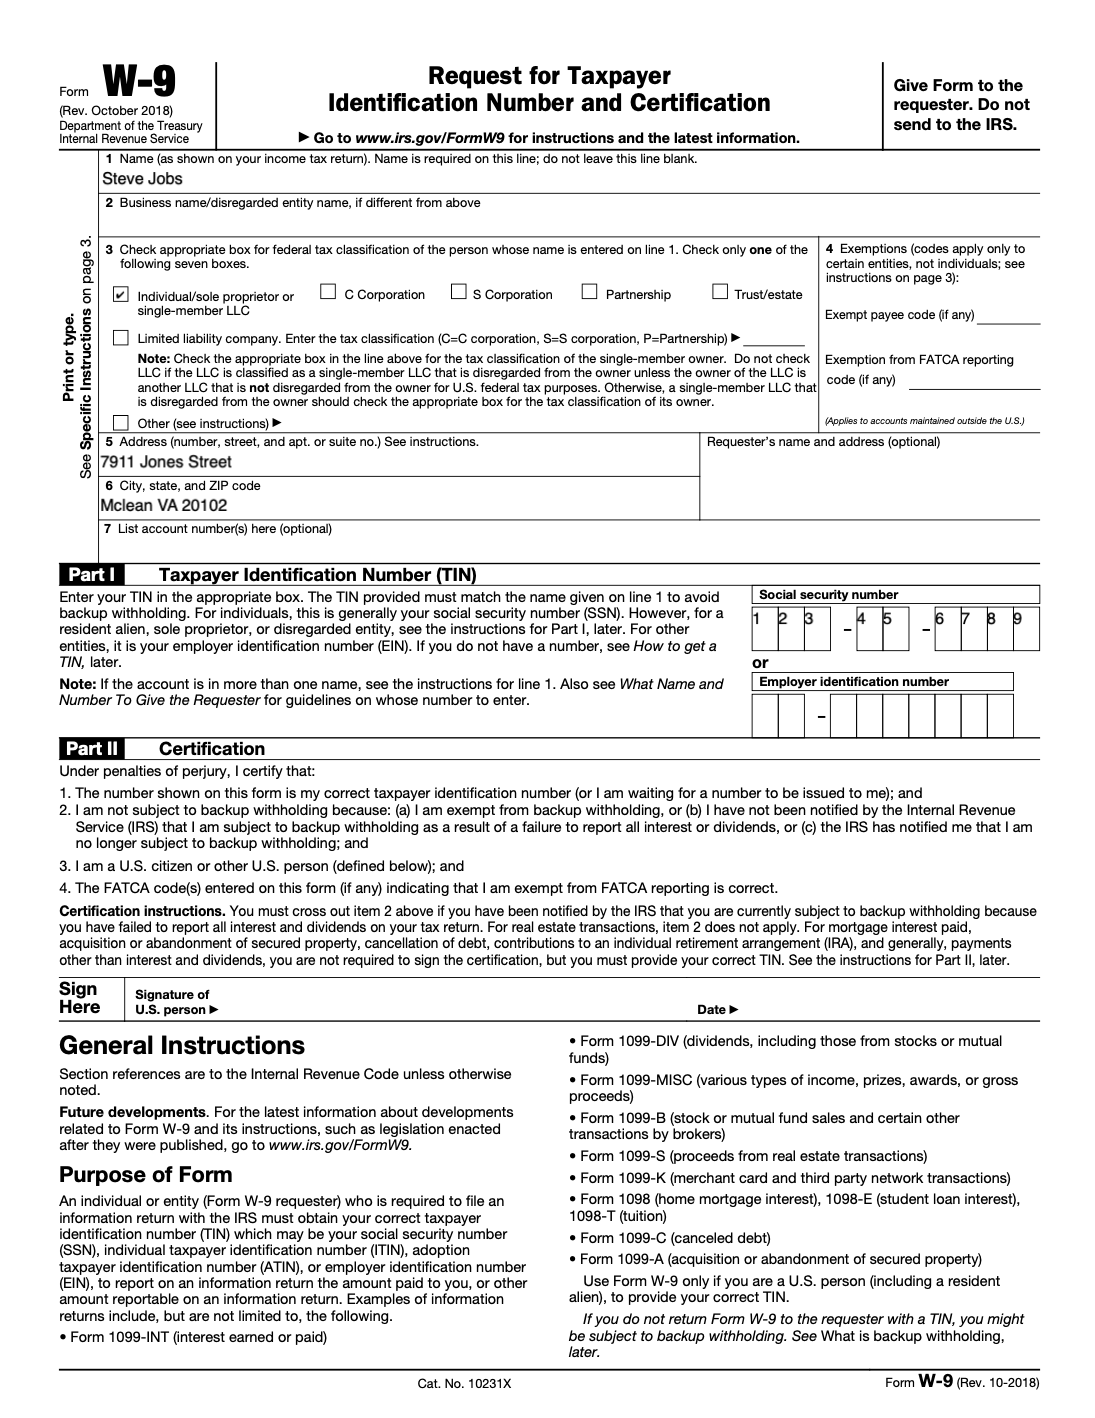 Form W-9
(Rev. October 2018)
Department of the Treasury
Internal Revenue Service
Request for Taxpayer
Identification Number and Certification
▶ Go to www.irs.gov/FormW9 for instructions and the latest information.
Give Form to the
requester. Do not
send to the IRS.
Print or type.
See Specific Instructions on page 3.
1 Name (as shown on your income tax return). Name is required on this line; do not leave this line blank.
Steve Jobs
2 Business name/disregarded entity name, if different from above
3 Check appropriate box for federal tax classification of the person whose name is entered on line 1. Check only one of the
following seven boxes.
✔ Individual/sole proprietor or
single-member LLC
C Corporation
S Corporation
Partnership
Trust/estate
Limited liability company. Enter the tax classification (C=C corporation, S=S corporation, P=Partnership) ▶
Note: Check the appropriate box in the line above for the tax classification of the single-member owner. Do not check
LLC if the LLC is classified as a single-member LLC that is disregarded from the owner unless the owner of the LLC is
another LLC that is not disregarded from the owner for U.S. federal tax purposes. Otherwise, a single-member LLC that
is disregarded from the owner should check the appropriate box for the tax classification of its owner.
Other (see instructions) ▶
4 Exemptions (codes apply only to
certain entities, not individuals; see
instructions on page 3):
Exempt payee code (if any)
Exemption from FATCA reporting
code (if any)
(Applies to accounts maintained outside the U.S.)
5 Address (number, street, and apt. or suite no.) See instructions.
7911 Jones Street
Requester's name and address (optional)
6 City, state, and ZIP code
Mclean VA 20102
7 List account number(s) here (optional)
Part I Taxpayer Identification Number (TIN)
Enter your TIN in the appropriate box. The TIN provided must match the name given on line 1 to avoid
backup withholding. For individuals, this is generally your social security number (SSN). However, for a
resident alien, sole proprietor, or disregarded entity, see the instructions for Part I, later. For other
entities, it is your employer identification number (EIN). If you do not have a number, see How to get a
TIN, later.
Note: If the account is in more than one name, see the instructions for line 1. Also see What Name and
Number To Give the Requester for guidelines on whose number to enter.
Social security number
1 2 3 – 4 5 – 6 7 8 9
or
Employer identification number
–
Part II Certification
Under penalties of perjury, I certify that:
1. The number shown on this form is my correct taxpayer identification number (or I am waiting for a number to be issued to me); and
2. I am not subject to backup withholding because: (a) I am exempt from backup withholding, or (b) I have not been notified by the Internal Revenue
Service (IRS) that I am subject to backup withholding as a result of a failure to report all interest or dividends, or (c) the IRS has notified me that I am
no longer subject to backup withholding; and
3. I am a U.S. citizen or other U.S. person (defined below); and
4. The FATCA code(s) entered on this form (if any) indicating that I am exempt from FATCA reporting is correct.
Certification instructions. You must cross out item 2 above if you have been notified by the IRS that you are currently subject to backup withholding because
you have failed to report all interest and dividends on your tax return. For real estate transactions, item 2 does not apply. For mortgage interest paid,
acquisition or abandonment of secured property, cancellation of debt, contributions to an individual retirement arrangement (IRA), and generally, payments
other than interest and dividends, you are not required to sign the certification, but you must provide your correct TIN. See the instructions for Part II, later.
Sign
Here
Signature of
U.S. person ▶
Date ▶
General Instructions
Section references are to the Internal Revenue Code unless otherwise
noted.
Future developments. For the latest information about developments
related to Form W-9 and its instructions, such as legislation enacted
after they were published, go to www.irs.gov/FormW9.
Purpose of Form
An individual or entity (Form W-9 requester) who is required to file an
information return with the IRS must obtain your correct taxpayer
identification number (TIN) which may be your social security number
(SSN), individual taxpayer identification number (ITIN), adoption
taxpayer identification number (ATIN), or employer identification number
(EIN), to report on an information return the amount paid to you, or other
amount reportable on an information return. Examples of information
returns include, but are not limited to, the following.
• Form 1099-INT (interest earned or paid)
• Form 1099-DIV (dividends, including those from stocks or mutual
funds)
• Form 1099-MISC (various types of income, prizes, awards, or gross
proceeds)
• Form 1099-B (stock or mutual fund sales and certain other
transactions by brokers)
• Form 1099-S (proceeds from real estate transactions)
• Form 1099-K (merchant card and third party network transactions)
• Form 1098 (home mortgage interest), 1098-E (student loan interest),
1098-T (tuition)
• Form 1099-C (canceled debt)
• Form 1099-A (acquisition or abandonment of secured property)
Use Form W-9 only if you are a U.S. person (including a resident
alien), to provide your correct TIN.
If you do not return Form W-9 to the requester with a TIN, you might
be subject to backup withholding. See What is backup withholding,
later.
Cat. No. 10231X
Form W-9 (Rev. 10-2018)